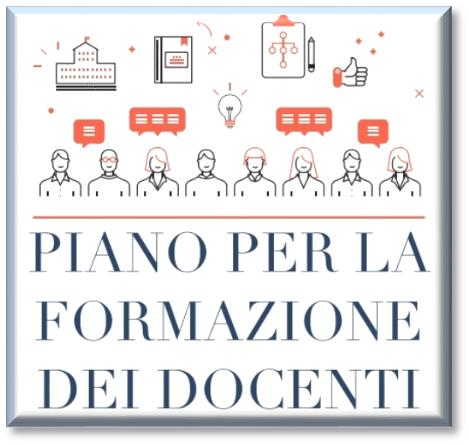 PIANO PER LA
FORMAZIONE
DEI DOCENTI